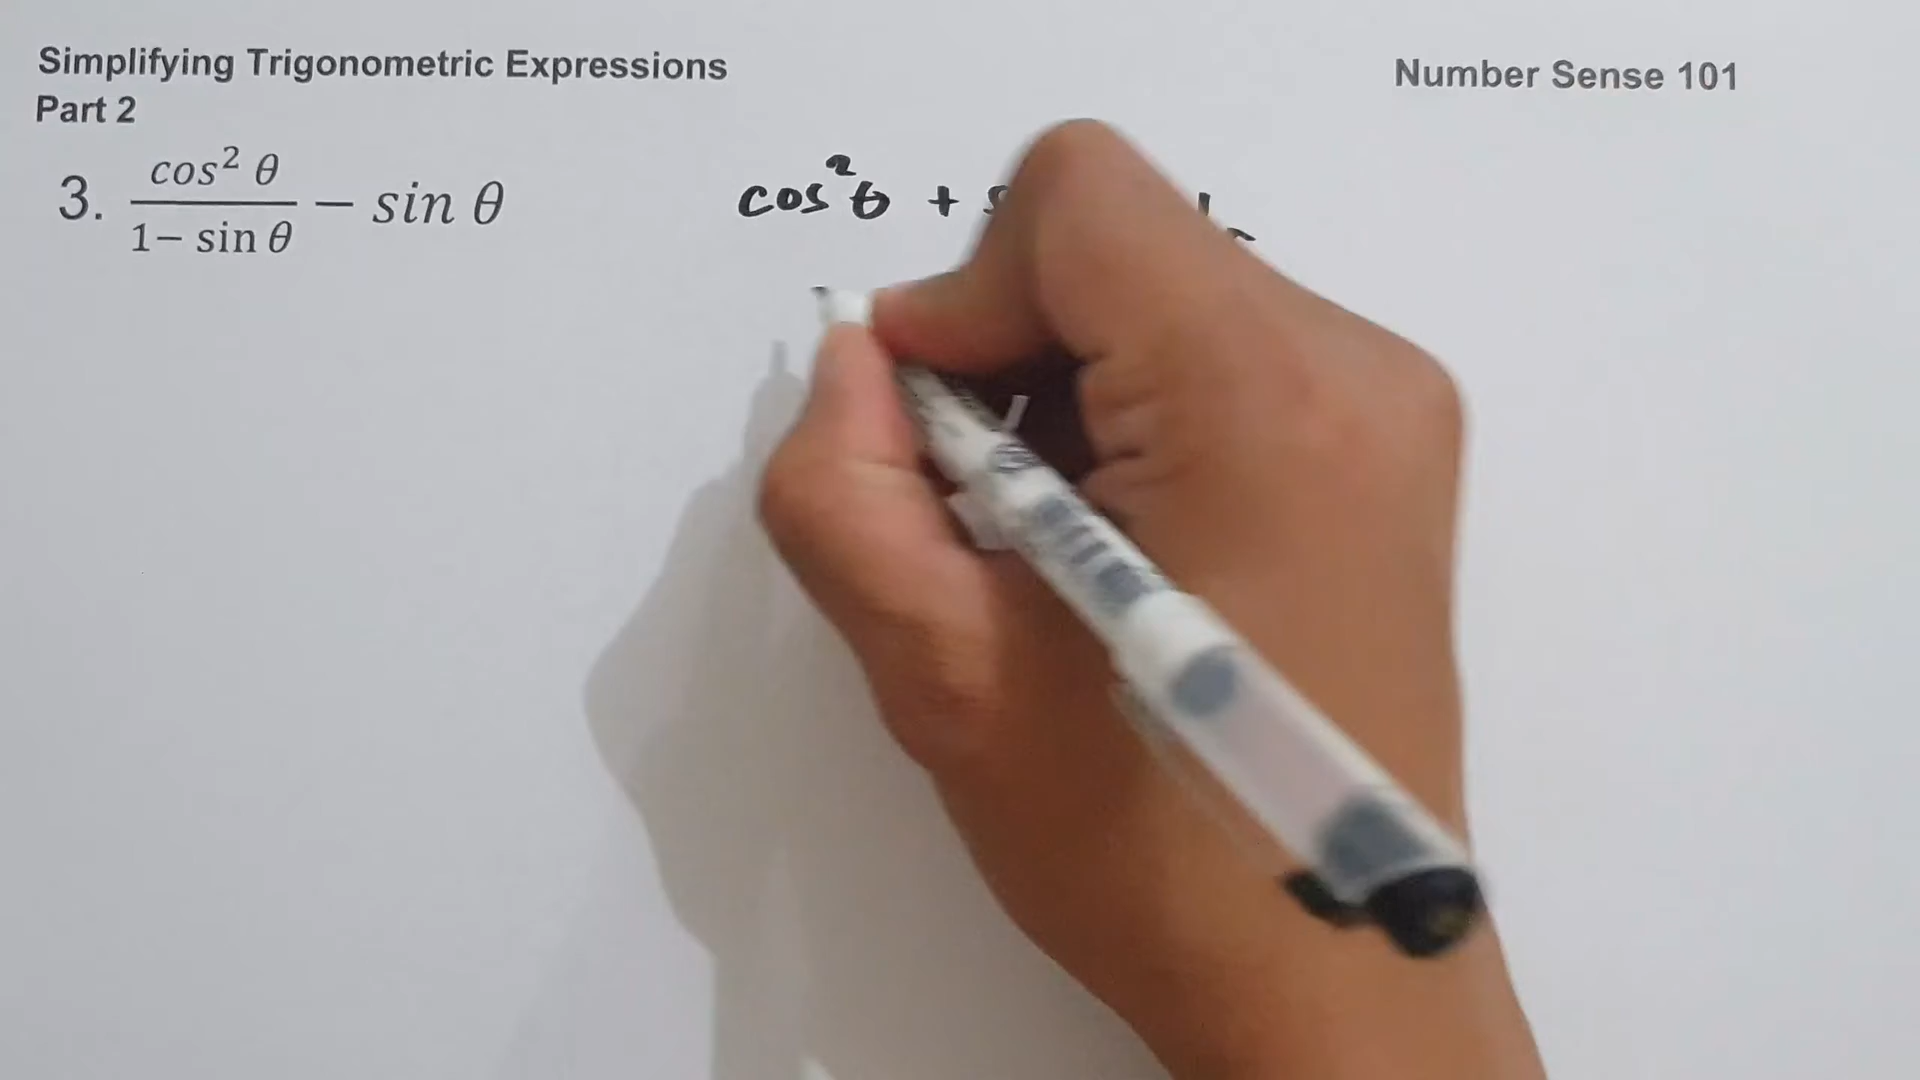 Simplifying Trigonometric Expressions
Part 2
Number Sense 101
3. cos² θ / 1− sin θ − sin θ
cos²θ +